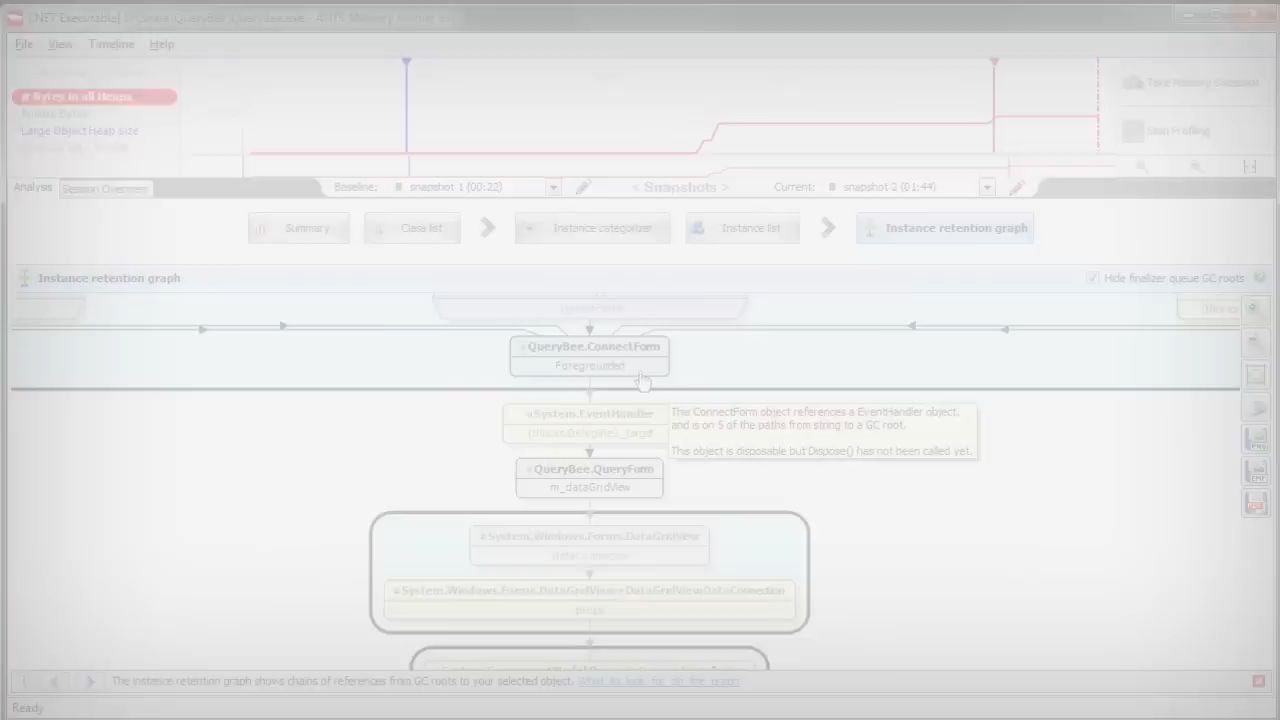 [.NET Executable]
File View Timeline Help
# Bytes in all Heaps
Take Memory Snapshot
Large Object Heap size
Stop Profiling
Analysis Session Overview Baseline: snapshot 1 (00:22) < Snapshots > Current: snapshot 2 (01:44)
Summary Class list Instance categorizer Instance list Instance retention graph
Instance retention graph Hide finalizer queue GC roots
QueryBee.ConnectForm
Foregrounded
System.EventHandler
The ConnectForm object references a EventHandler object,
and is on 5 of the paths from string to a GC root.
This object is disposable but Dispose() has not been called yet.
QueryBee.QueryForm
m_dataGridView
System.Windows.Forms.DataGridView
dataConnection
System.Windows.Forms.DataGridView+DataGridViewDataConnection
props
The instance retention graph shows chains of references from GC roots to your selected object. What to look for on the graph
Ready